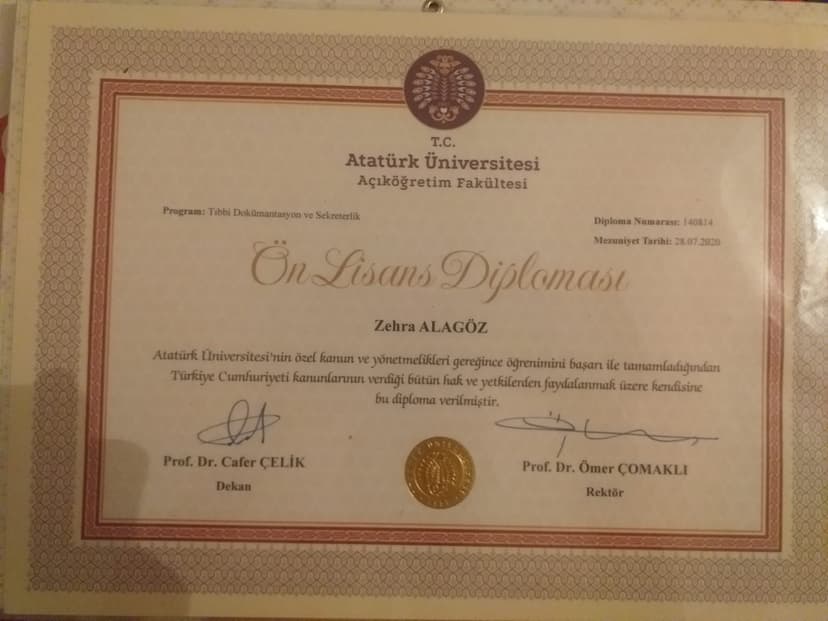 T.C.
Atatürk Üniversitesi
Açıköğretim Fakültesi
Program: Tıbbi Dokümantasyon ve Sekreterlik
Diploma Numarası: 140814
Mezuniyet Tarihi: 28.07.2020
Ön Lisans Diploması
Zehra ALAGÖZ
Atatürk Üniversitesi'nin özel kanun ve yönetmelikleri gereğince öğrenimini başarı ile tamamladığından
Türkiye Cumhuriyeti kanunlarının verdiği bütün hak ve yetkilerden faydalanmak üzere kendisine
bu diploma verilmiştir.
Prof. Dr. Cafer ÇELİK
Dekan
Prof. Dr. Ömer ÇOMAKLI
Rektör